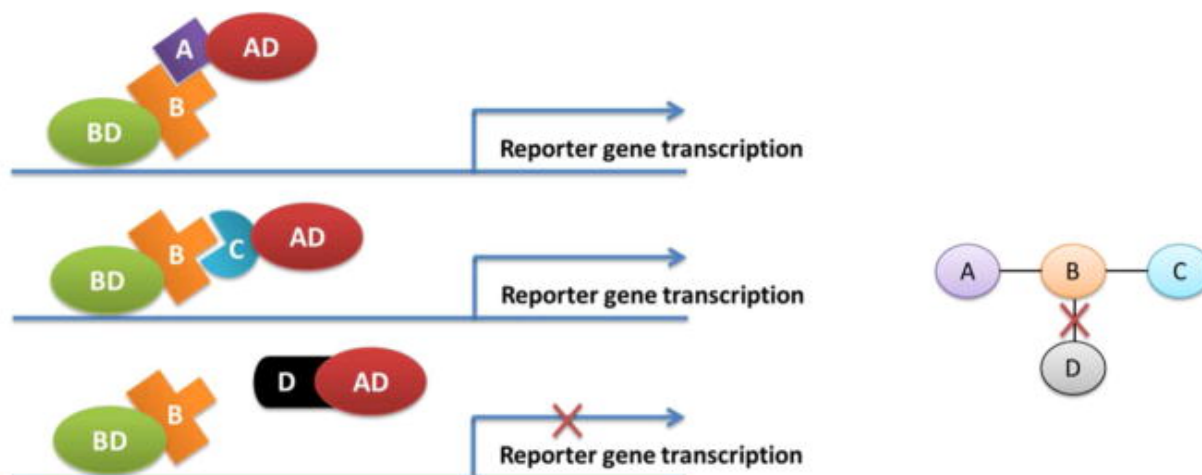 A AD
B
BD
Reporter gene transcription
B C AD
BD
Reporter gene transcription
A B C
D
D AD
B
BD
Reporter gene transcription